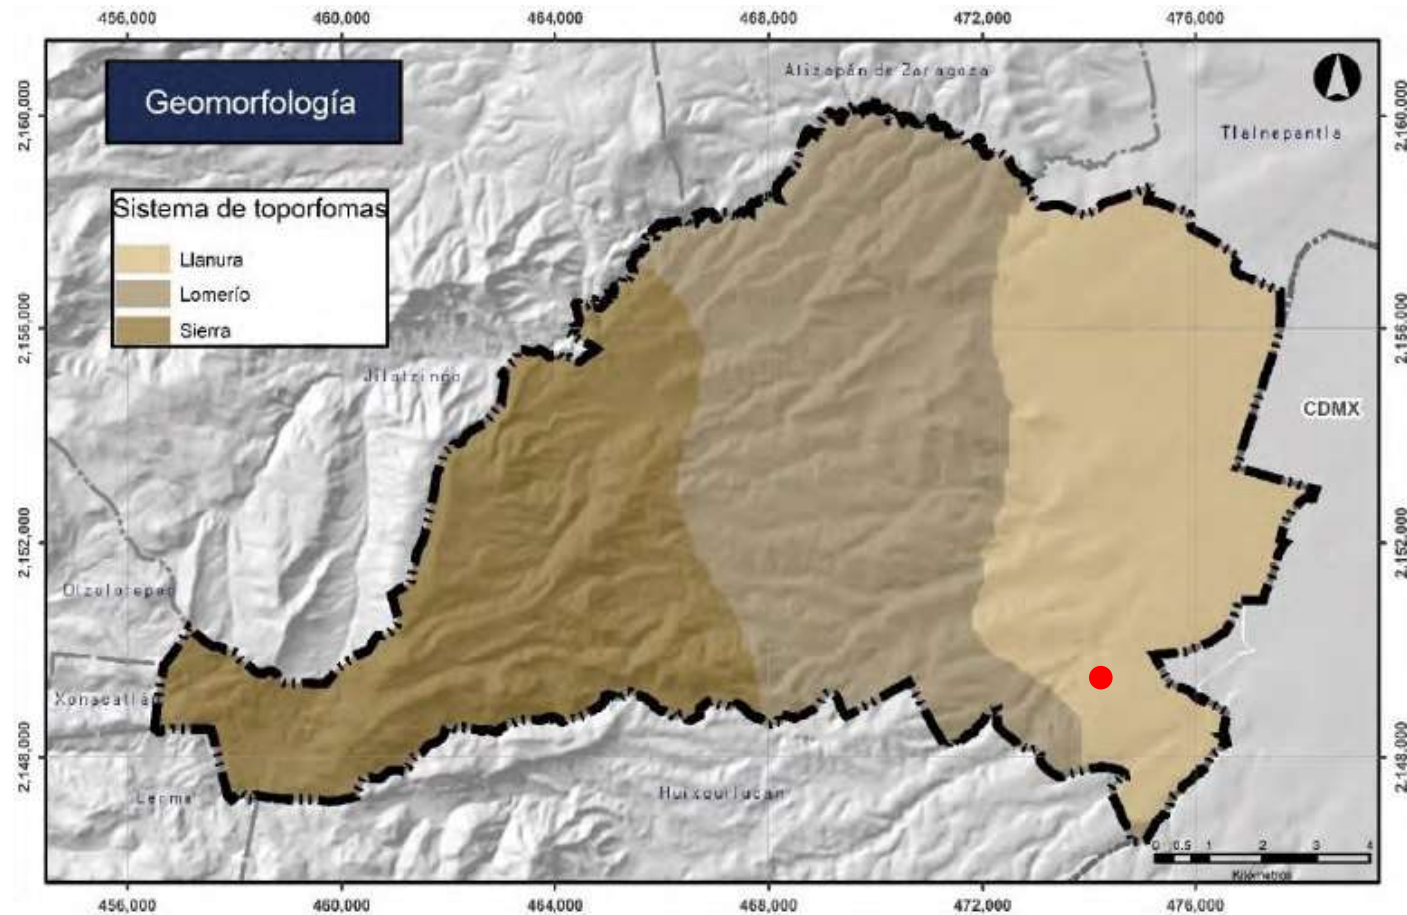 456,000 460,000 464,000 468,000 472,000 476,000
Geomorfología
Sistema de toporfomas
Llanura
Lomerío
Sierra
Atizapán de Zaragoza
Tlalnepantla
CDMX
Jilotzingo
Otzolotepec
Xonacatlán
Lerma
Huixquilucan
2,160,000 2,160,000
2,156,000 2,156,000
2,152,000 2,152,000
2,148,000 2,148,000
0 0.5 1 2 3 4
Kilómetros
456,000 460,000 464,000 468,000 472,000 476,000